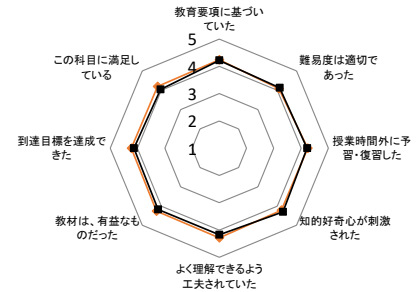 教育要項に基づい
ていた
難易度は適切で
あった
授業時間外に予
習・復習した
知的好奇心が刺激
された
よく理解できるよう
工夫されていた
教材は、有益なも
のだった
到達目標を達成で
きた
この科目に満足し
ている
5
4
3
2
1